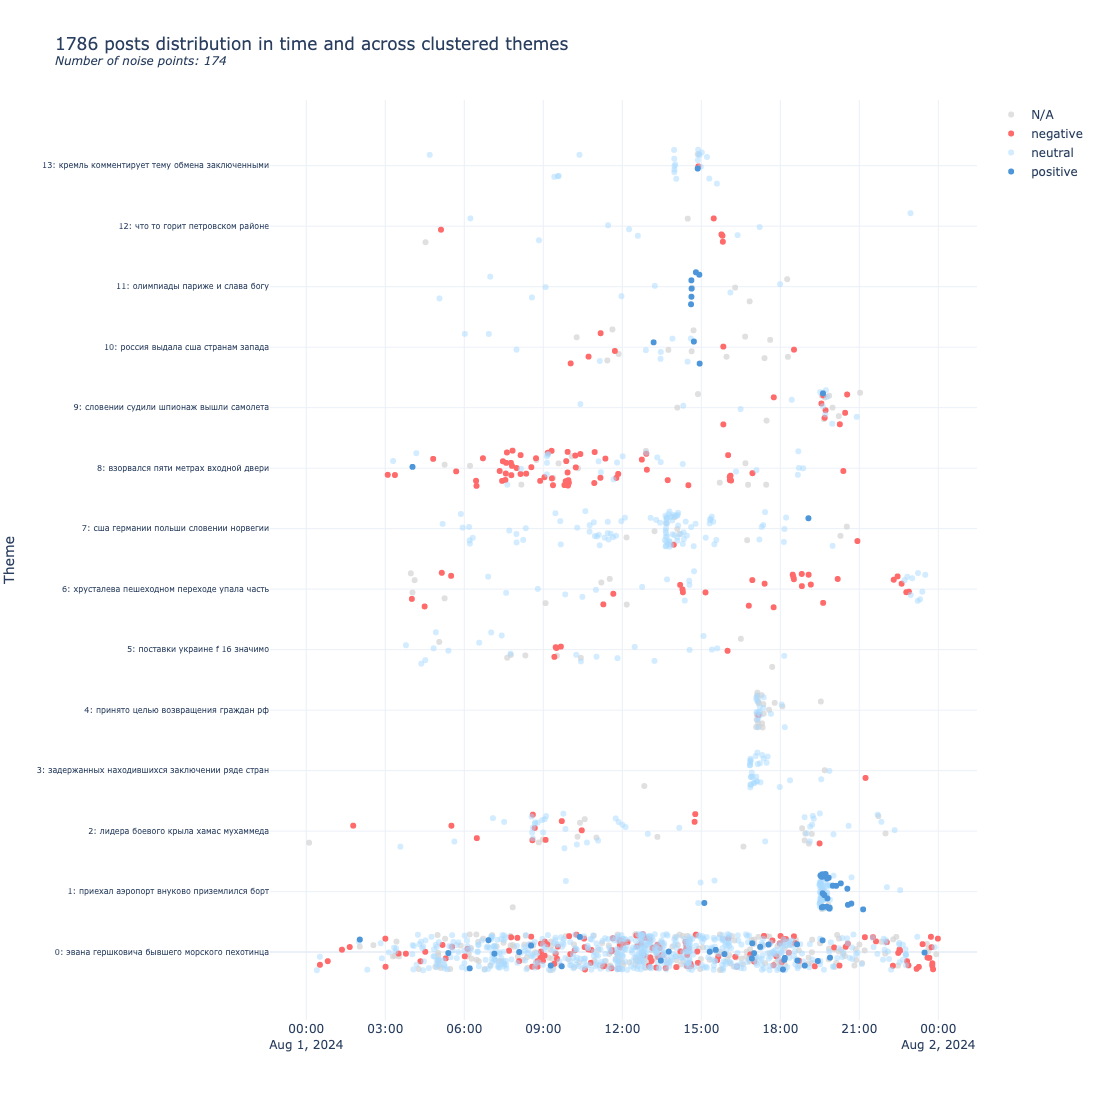 1786 posts distribution in time and across clustered themes
Number of noise points: 174
N/A
negative
neutral
positive
Theme
13: кремль комментирует тему обмена заключенными
12: что то горит петровском районе
11: олимпиады париже и слава богу
10: россия выдала сша странам запада
9: словении судили шпионаж вышли самолета
8: взорвался пяти метрах входной двери
7: сша германии польши словении норвегии
6: хрусталева пешеходном переходе упала часть
5: поставки украине f 16 значимо
4: принято целью возвращения граждан рф
3: задержанных находившихся заключении ряде стран
2: лидера боевого крыла хамас мухаммеда
1: приехал аэропорт внуково приземлился борт
0: эвана гершковича бывшего морского пехотинца
00:00 03:00 06:00 09:00 12:00 15:00 18:00 21:00 00:00
Aug 1, 2024 Aug 2, 2024